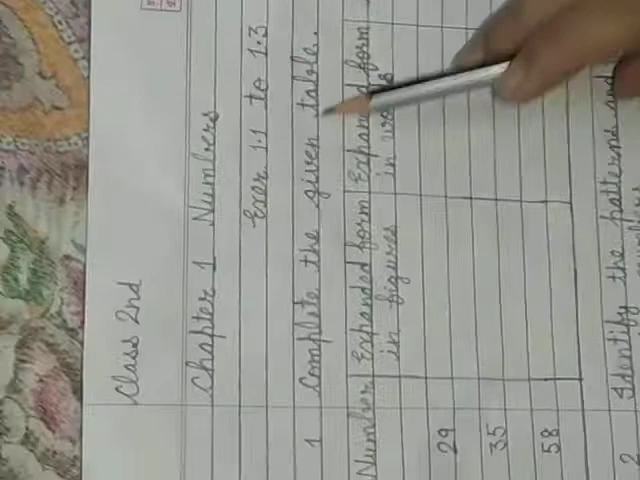 Class 2nd
Chapter 1 Numbers
Exer 1.1 to 1.3
1 Complete the given table.
Number Expanded form Expanded form
in figures in
29
35
58
2 Identify the patterns and